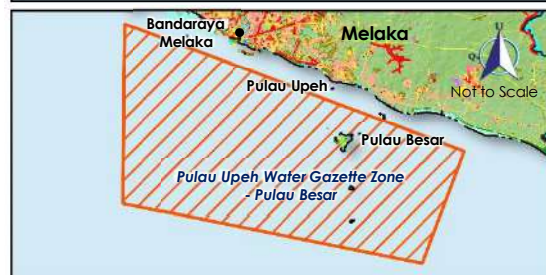 Bandaraya
Melaka
Melaka
U
Not to Scale
Pulau Upeh
Pulau Besar
Pulau Upeh Water Gazette Zone
- Pulau Besar